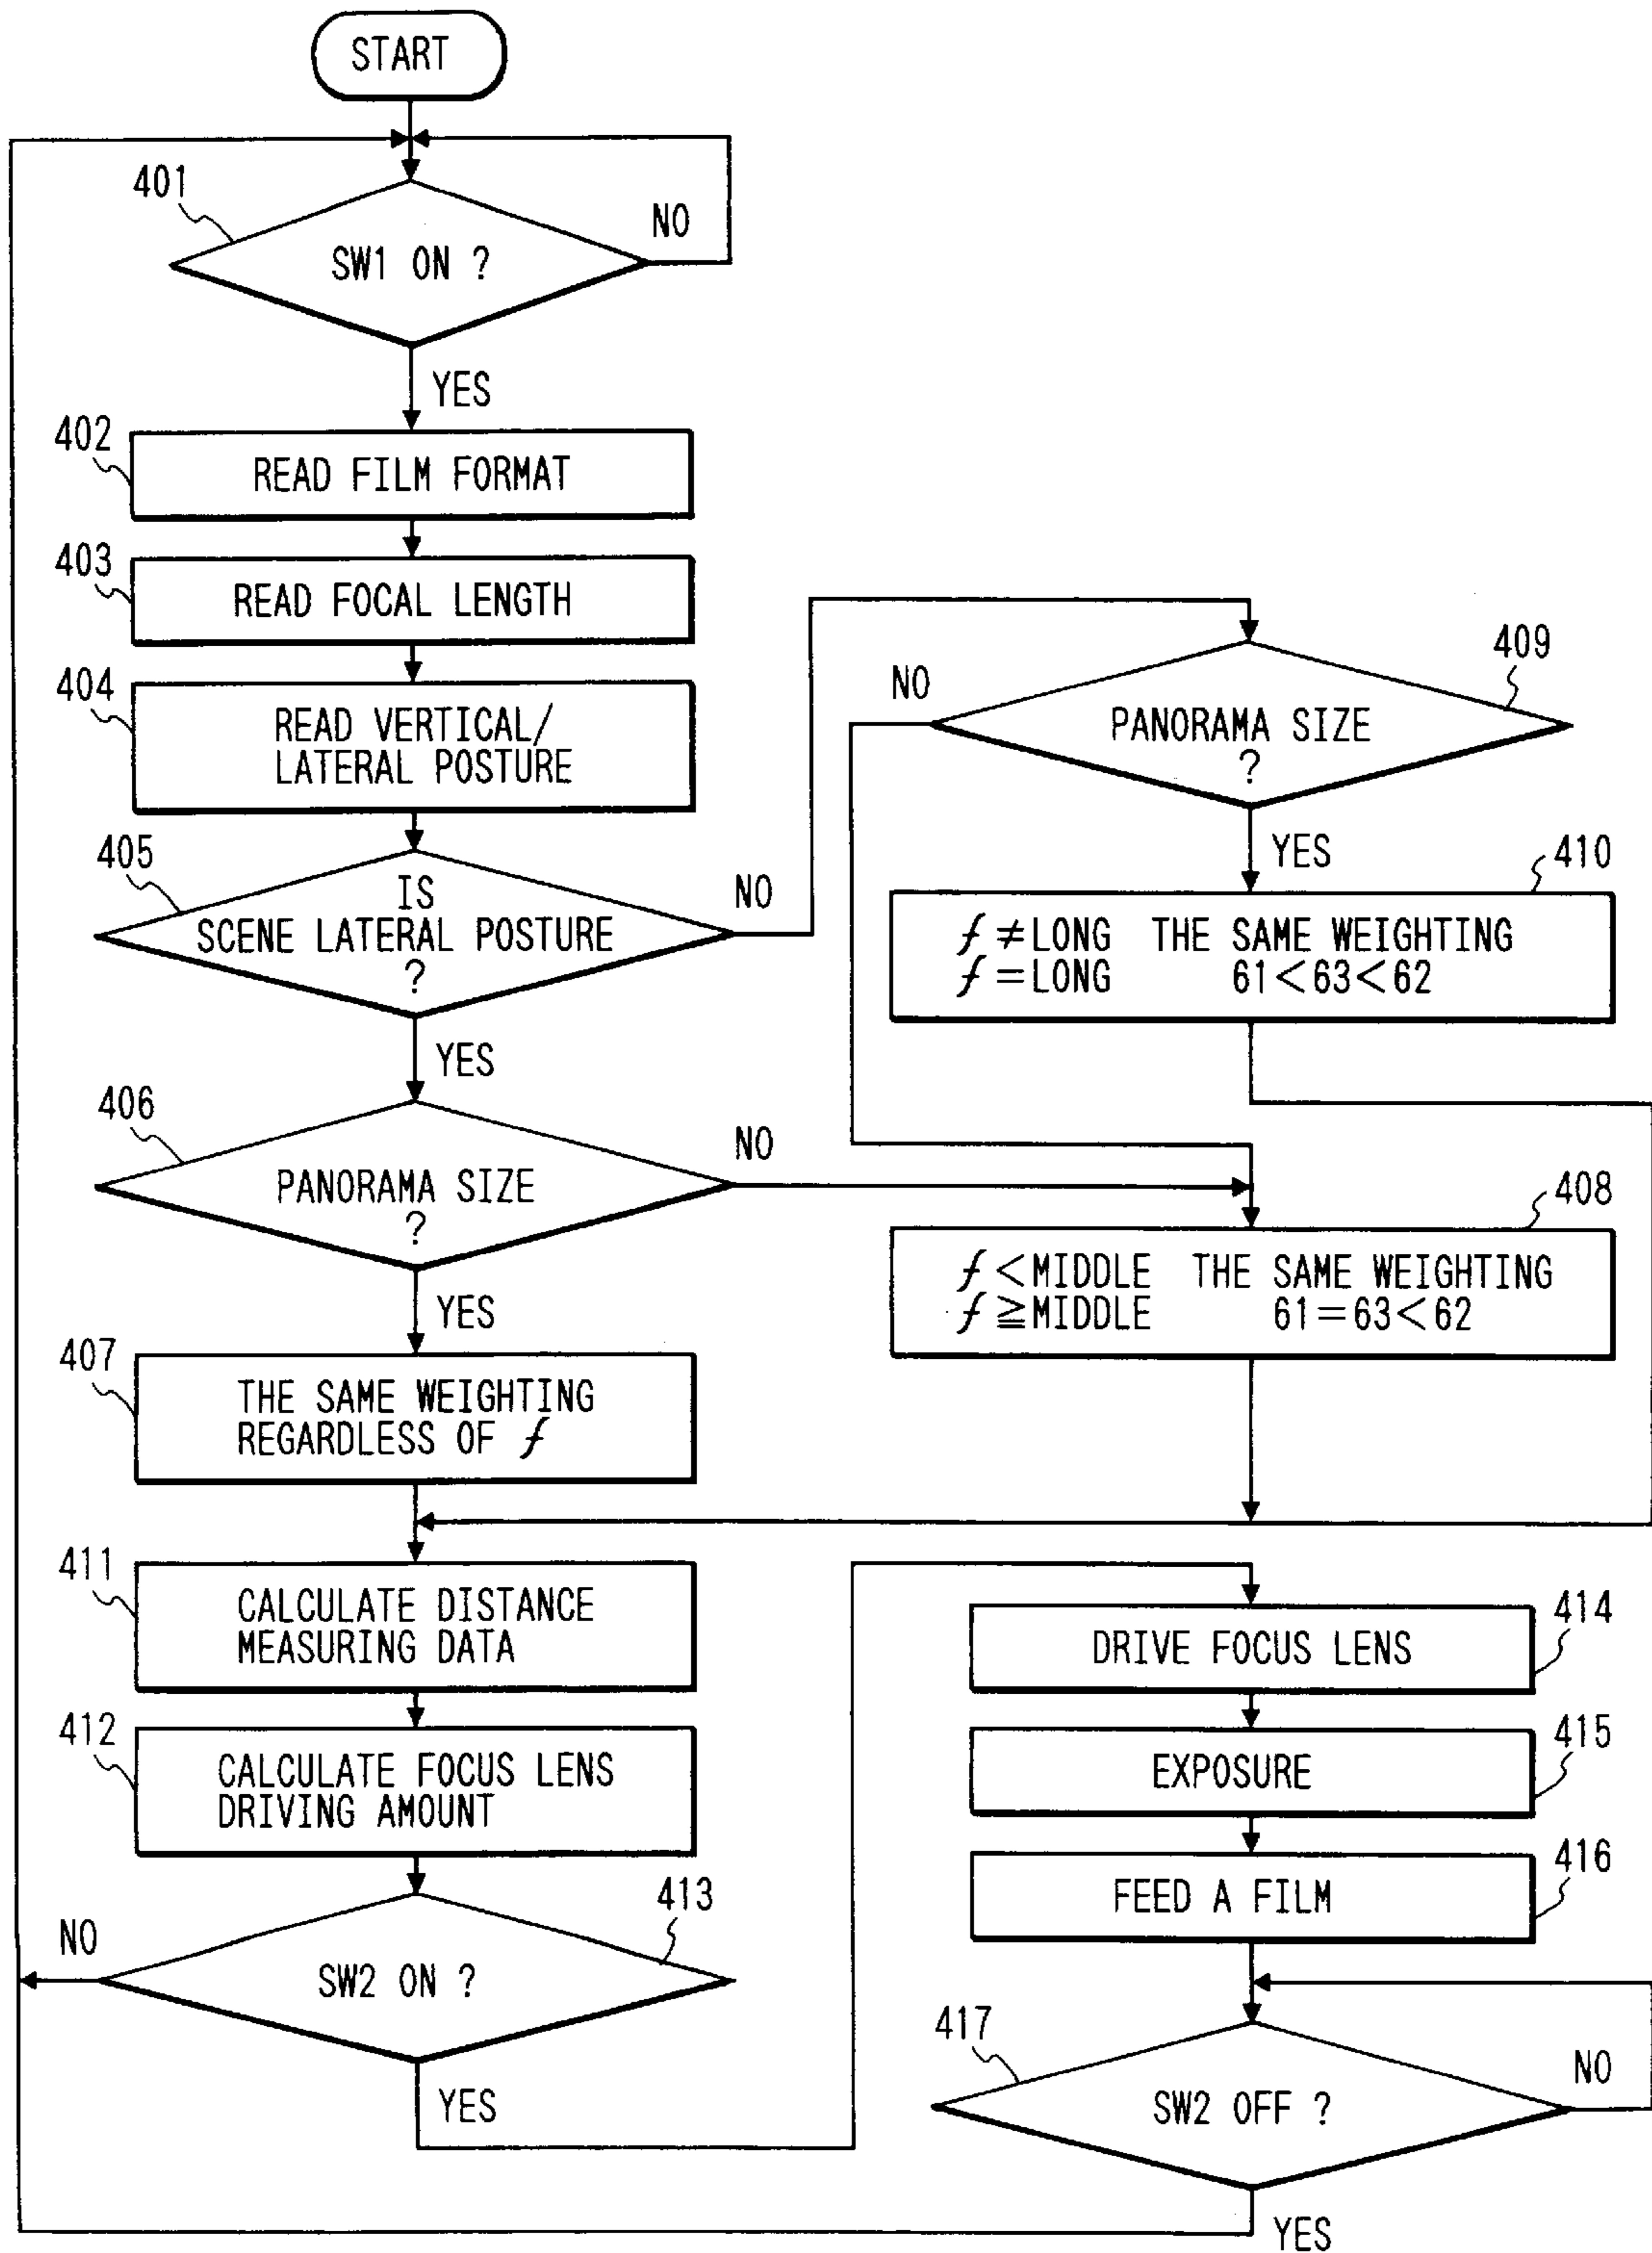 START
401
SW1 ON ?
NO
YES
402
READ FILM FORMAT
403
READ FOCAL LENGTH
404
READ VERTICAL/
LATERAL POSTURE
405
IS
SCENE LATERAL POSTURE
?
NO
YES
406
PANORAMA SIZE
?
NO
YES
407
THE SAME WEIGHTING
REGARDLESS OF f
409
NO
PANORAMA SIZE
?
YES
410
f ≠LONG THE SAME WEIGHTING
f =LONG 61<63<62
408
f <MIDDLE THE SAME WEIGHTING
f ≧MIDDLE 61=63<62
411
CALCULATE DISTANCE
MEASURING DATA
412
CALCULATE FOCUS LENS
DRIVING AMOUNT
413
NO
SW2 ON ?
YES
414
DRIVE FOCUS LENS
415
EXPOSURE
416
FEED A FILM
417
NO
SW2 OFF ?
YES